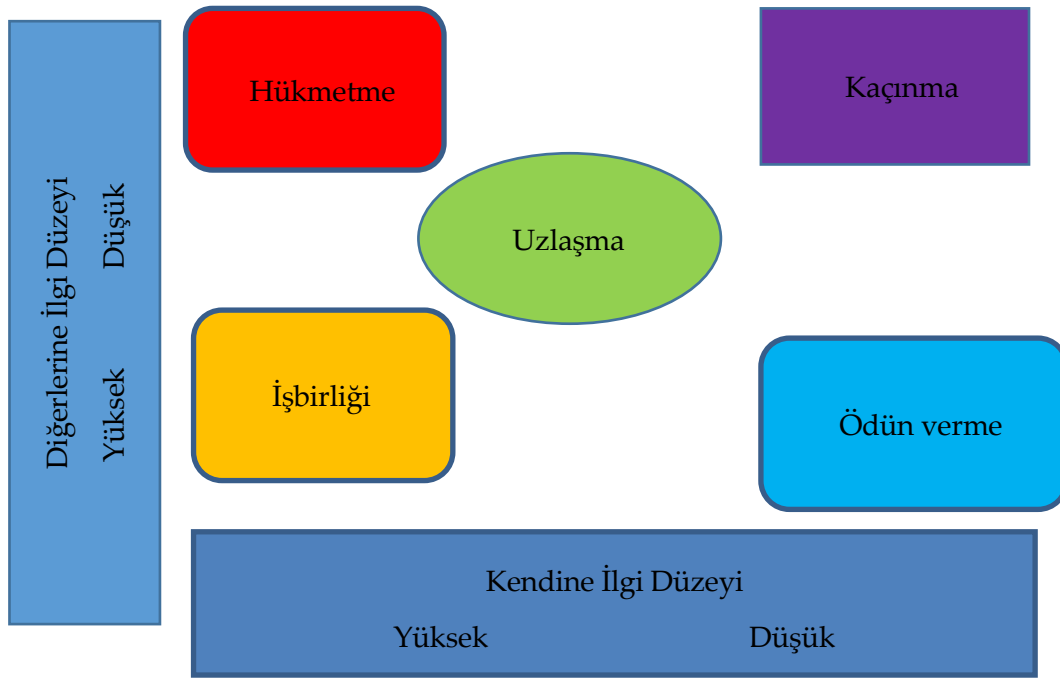 Hükmetme
Kaçınma
Uzlaşma
İşbirliği
Ödün verme
Diğerlerine İlgi Düzeyi
Yüksek Düşük
Kendine İlgi Düzeyi
Yüksek Düşük